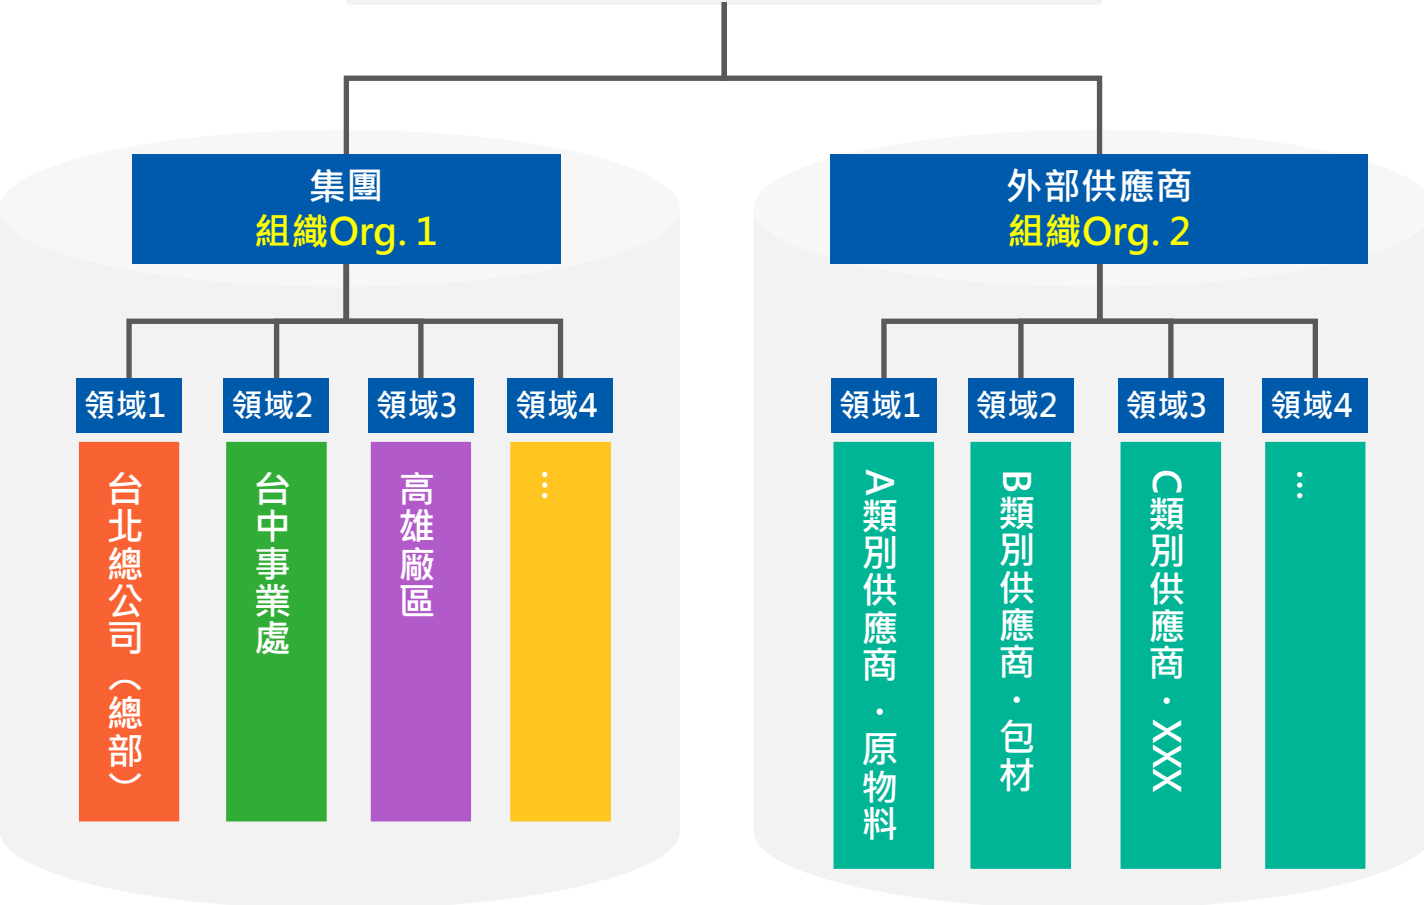 集團
組織Org. 1
外部供應商
組織Org. 2
領域1
領域2
領域3
領域4
領域1
領域2
領域3
領域4
台北總公司（總部）
台中事業處
高雄廠區
…
A類別供應商・原物料
B類別供應商・包材
C類別供應商・XXX
…